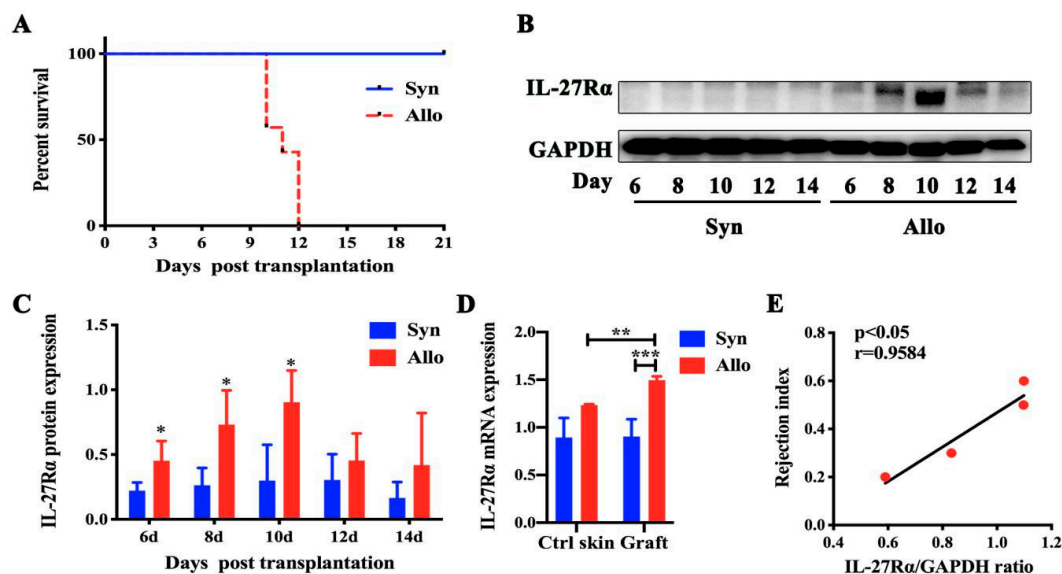 A
Percent survival
100
50
0
0 3 6 9 12 15 18 21
Days post transplantation
Syn
Allo
B
IL-27Rα
GAPDH
Day 6 8 10 12 14 6 8 10 12 14
Syn Allo
C
IL-27Rα protein expression
1.5
1.0
0.5
0.0
* * *
Syn
Allo
6d 8d 10d 12d 14d
Days post transplantation
D
IL-27Rα mRNA expression
2.0
1.5
1.0
0.5
0.0
**
***
Syn
Allo
Ctrl skin Graft
E
p<0.05
r=0.9584
Rejection index
0.8
0.6
0.4
0.2
0.0
0.4 0.6 0.8 1.0 1.2
IL-27Rα/GAPDH ratio